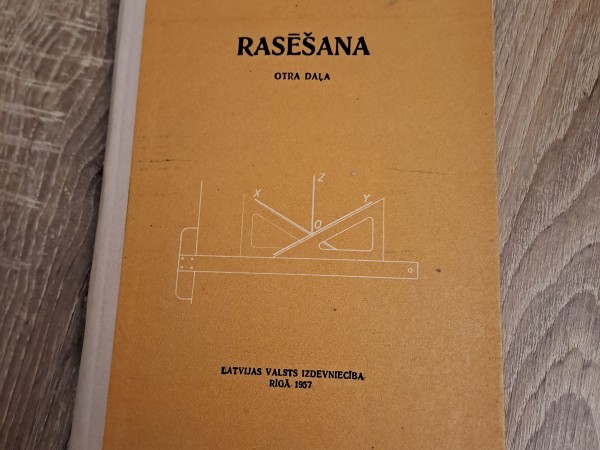 RASĒŠANA
OTRA DAĻA
Z
X
Y
O
LATVIJAS VALSTS IZDEVNIECĪBA
RĪGĀ 1957